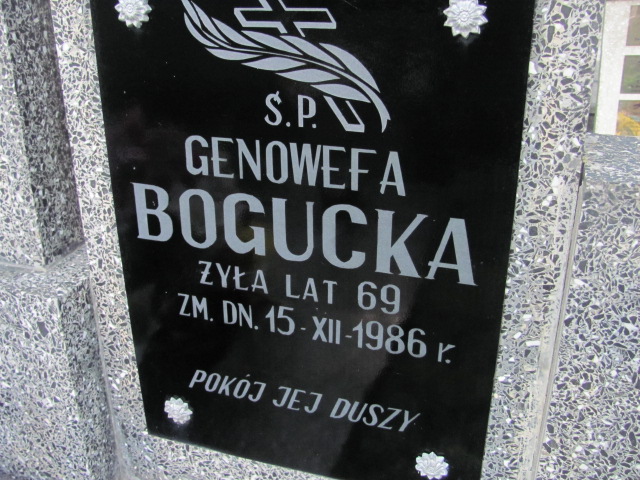 Ś.P.
GENOWEFA
BOGUCKA
ŻYŁA LAT 69
ZM. DN. 15-XII-1986 r.
POKÓJ JEJ DUSZY